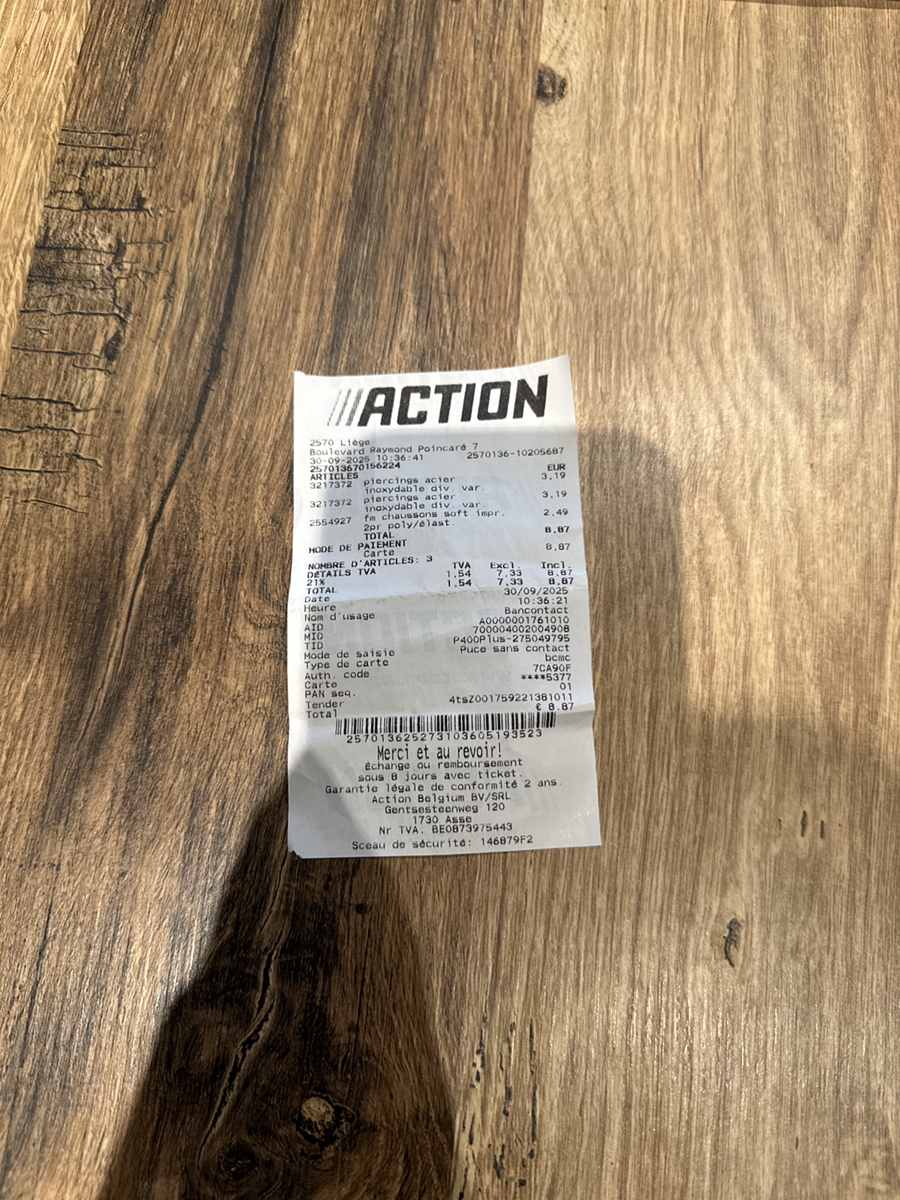 ACTION
2570 Liège
Boulevard Raymond Poincaré 7
30-09-2025 10:36:41 2570136-10205687
257013670156224
ARTICLES EUR
3217372 piercings acier 3,19
inoxydable div. var.
3217372 piercings acier 3,19
inoxydable div. var.
2554927 fm chaussons soft impr. 2,49
2pr poly/élast.
TOTAL 8,87
MODE DE PAIEMENT
Carte 8,87
NOMBRE D'ARTICLES: 3
DÉTAILS TVA TVA Excl. Incl.
21% 1,54 7,33 8,87
TOTAL 1,54 7,33 8,87
Date 30/09/2025
Heure 10:36:21
Nom d'usage Bancontact
AID A0000001761010
MID 700004002004908
TID P400Plus-275049795
Mode de saisie Puce sans contact
Type de carte bcmc
Auth. code 7CA90F
Carte ****5377
PAN seq. 01
Tender 4tsZ001759221381011
Total € 8,87
257013625273103605193523
Merci et au revoir!
Échange ou remboursement
sous 8 jours avec ticket.
Garantie légale de conformité 2 ans.
Action Belgium BV/SRL
Gentsesteenweg 120
1730 Asse
Nr TVA. BE0873975443
Sceau de sécurité: 146879F2